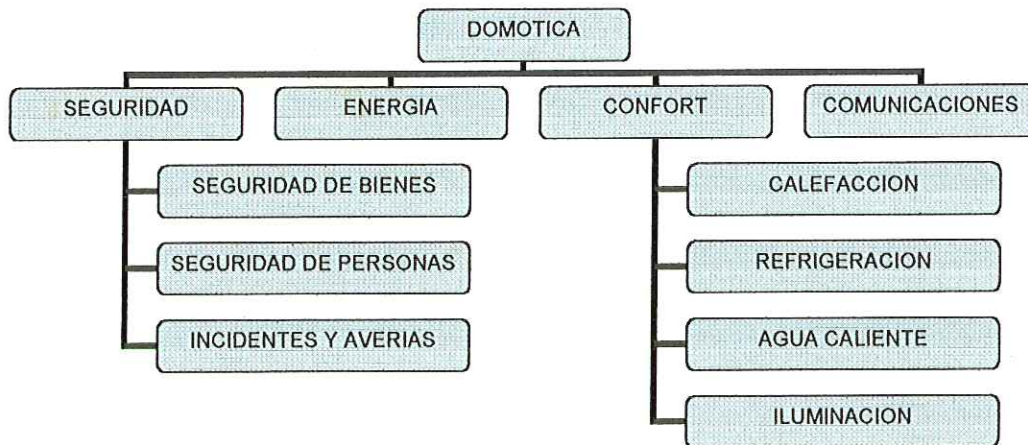 DOMOTICA
SEGURIDAD
ENERGIA
CONFORT
COMUNICACIONES
SEGURIDAD DE BIENES
SEGURIDAD DE PERSONAS
INCIDENTES Y AVERIAS
CALEFACCION
REFRIGERACION
AGUA CALIENTE
ILUMINACION